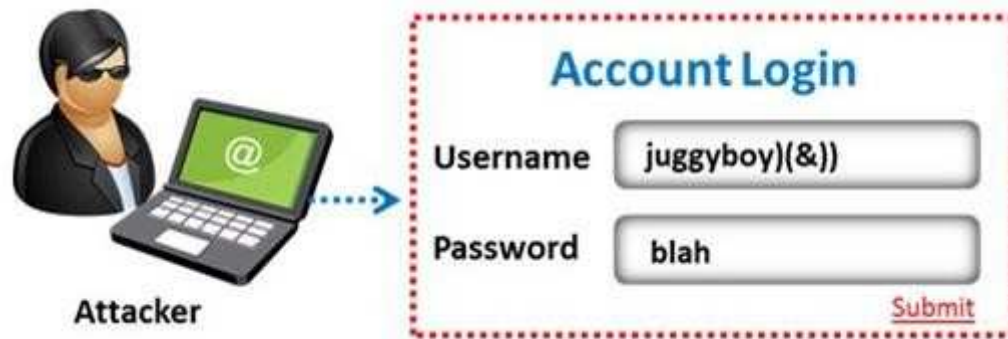 Account Login
Username juggyboy)(&))
Password blah
Submit
@
Attacker